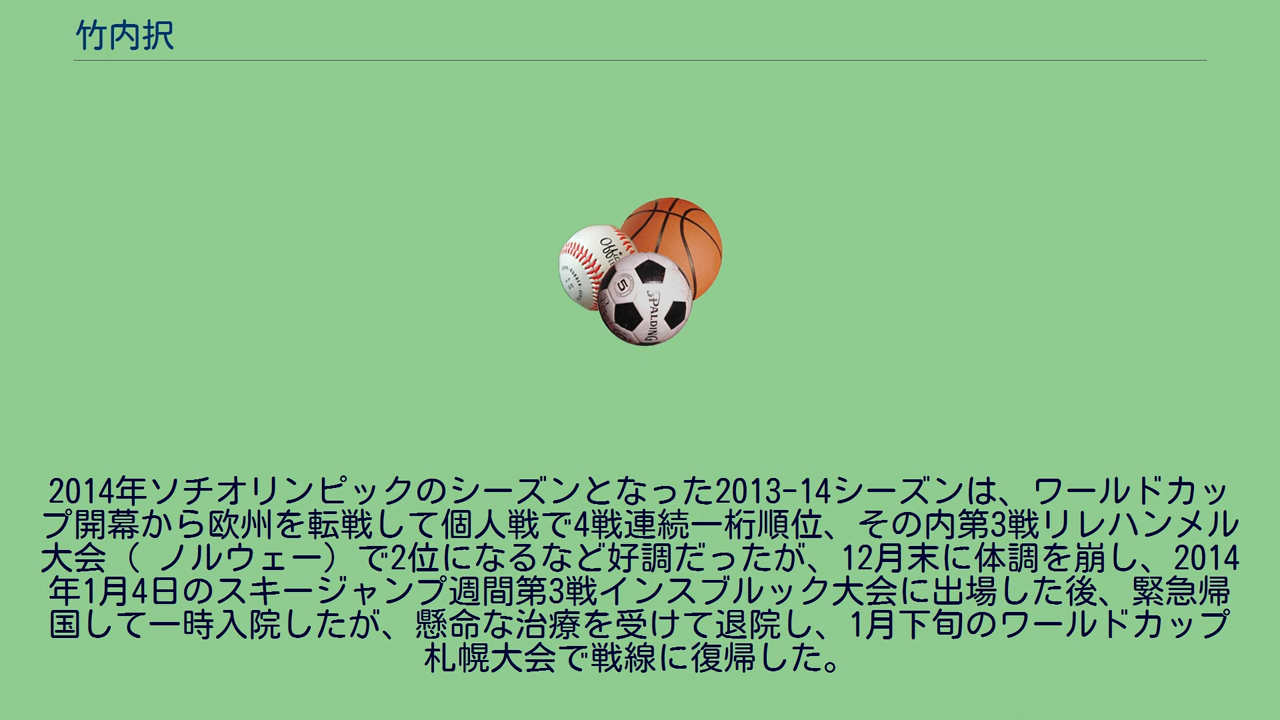 竹内択
Offici
5
SPALDING
2014年ソチオリンピックのシーズンとなった2013-14シーズンは、ワールドカッ
プ開幕から欧州を転戦して個人戦で4戦連続一桁順位、その内第3戦リレハンメル
大会（ ノルウェー）で2位になるなど好調だったが、12月末に体調を崩し、2014
年1月4日のスキージャンプ週間第3戦インスブルック大会に出場した後、緊急帰
国して一時入院したが、懸命な治療を受けて退院し、1月下旬のワールドカップ
札幌大会で戦線に復帰した。